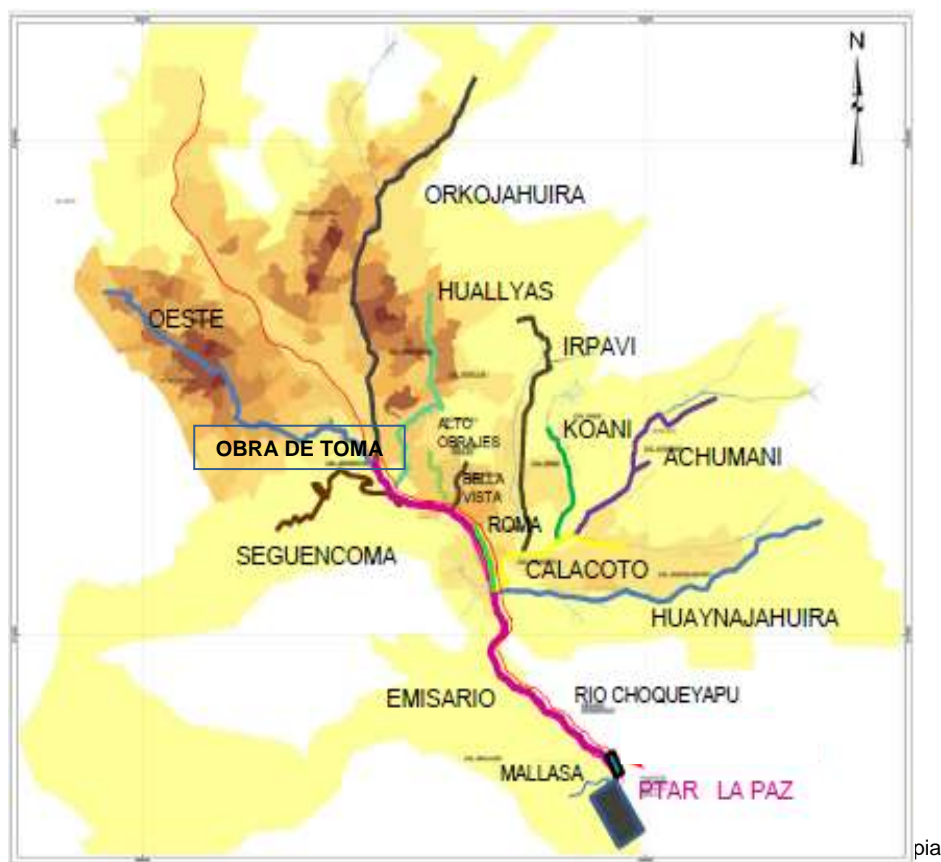 N
ORKOJAHUIRA
HUALLYAS
OESTE
IRPAVI
ALTO
OBRAJES
KOANI
OBRA DE TOMA
ACHUMANI
BELLA
VISTA
ROMA
SEGUENCOMA
CALACOTO
HUAYNAJAHUIRA
EMISARIO
RIO CHOQUEYAPU
MALLASA
PTAR LA PAZ
pia